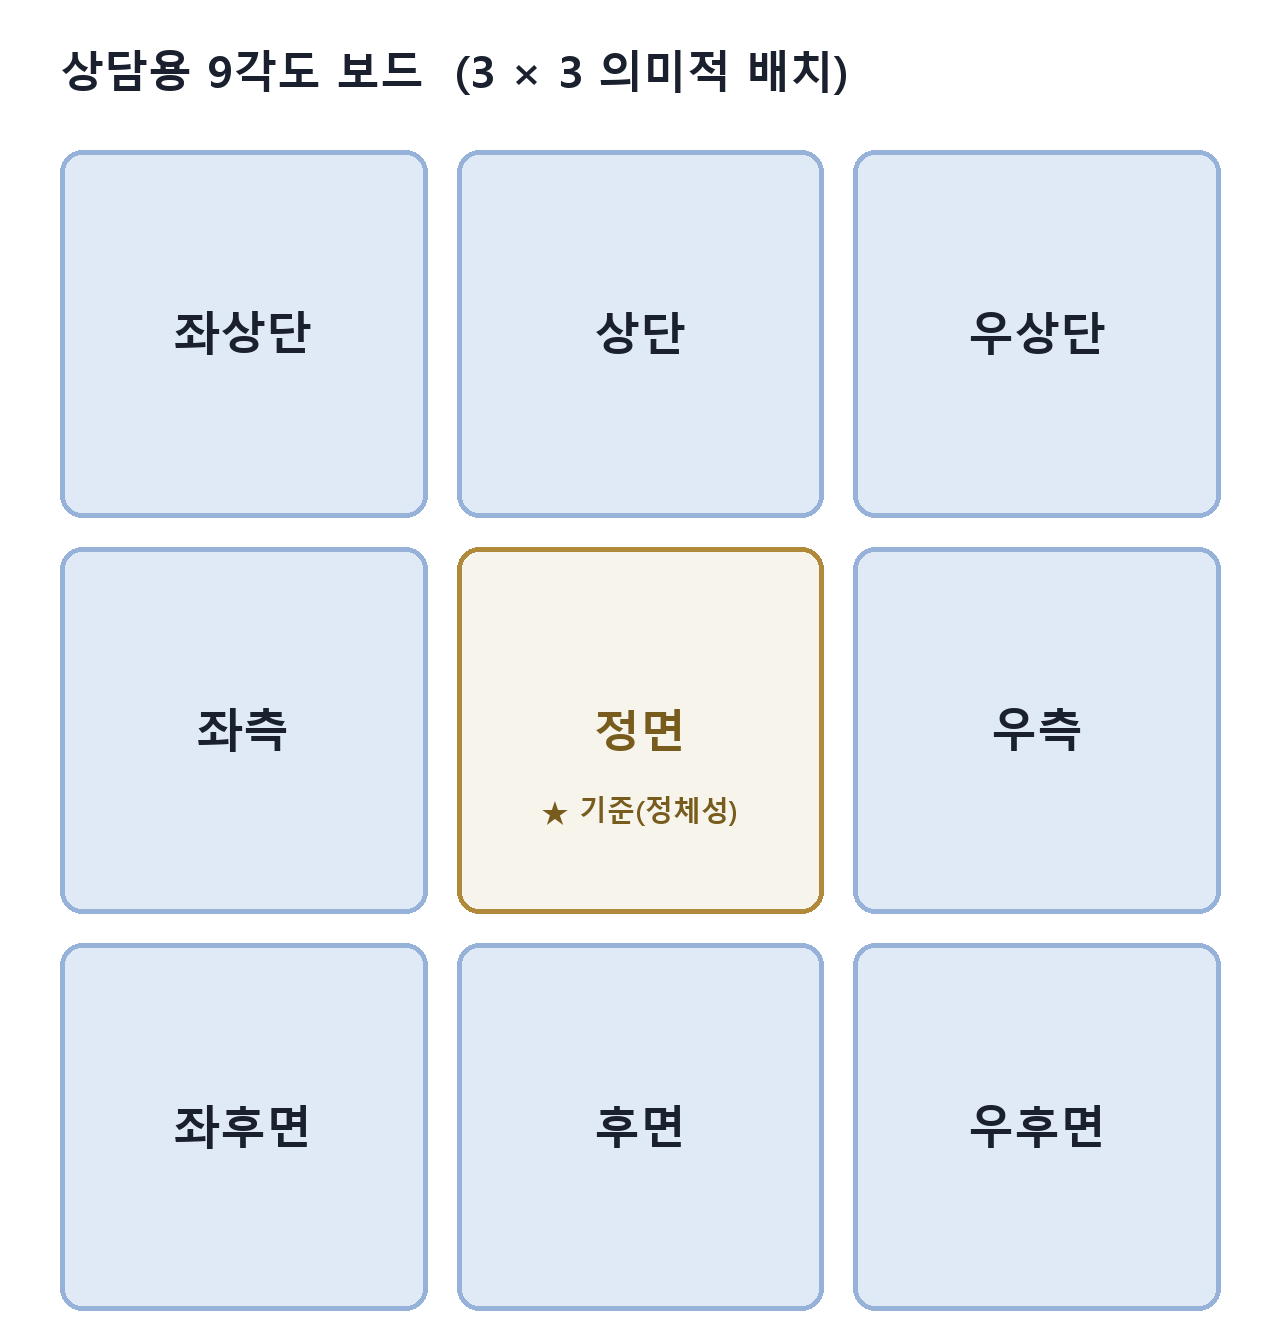 상담용 9각도 보드 (3 × 3 의미적 배치)
좌상단
상단
우상단
좌측
정면
★ 기준(정체성)
우측
좌후면
후면
우후면